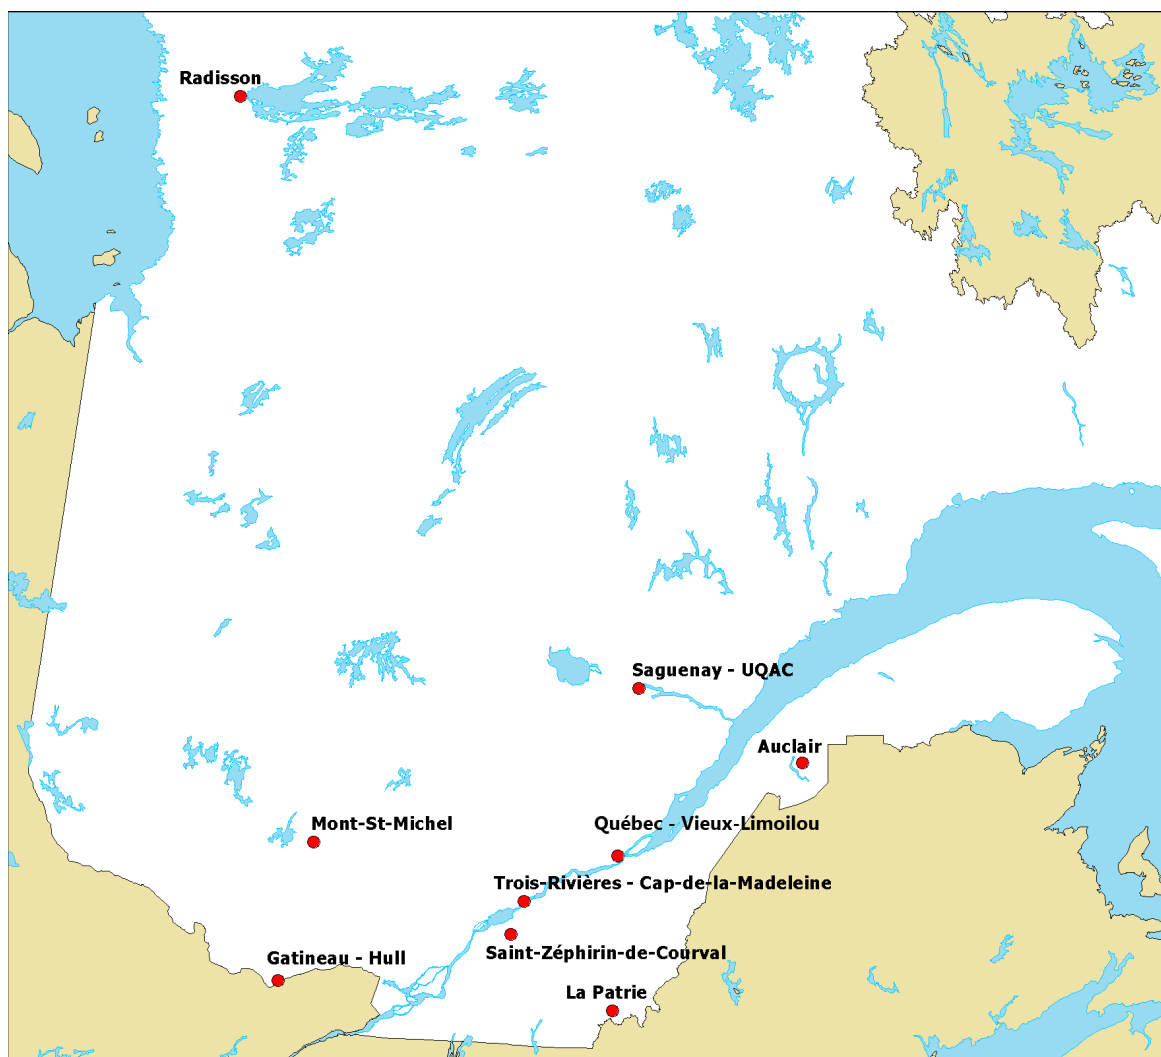 Radisson
Saguenay - UQAC
Auclair
Mont-St-Michel
Québec - Vieux-Limoilou
Trois-Rivières - Cap-de-la-Madeleine
Saint-Zéphirin-de-Courval
Gatineau - Hull
La Patrie